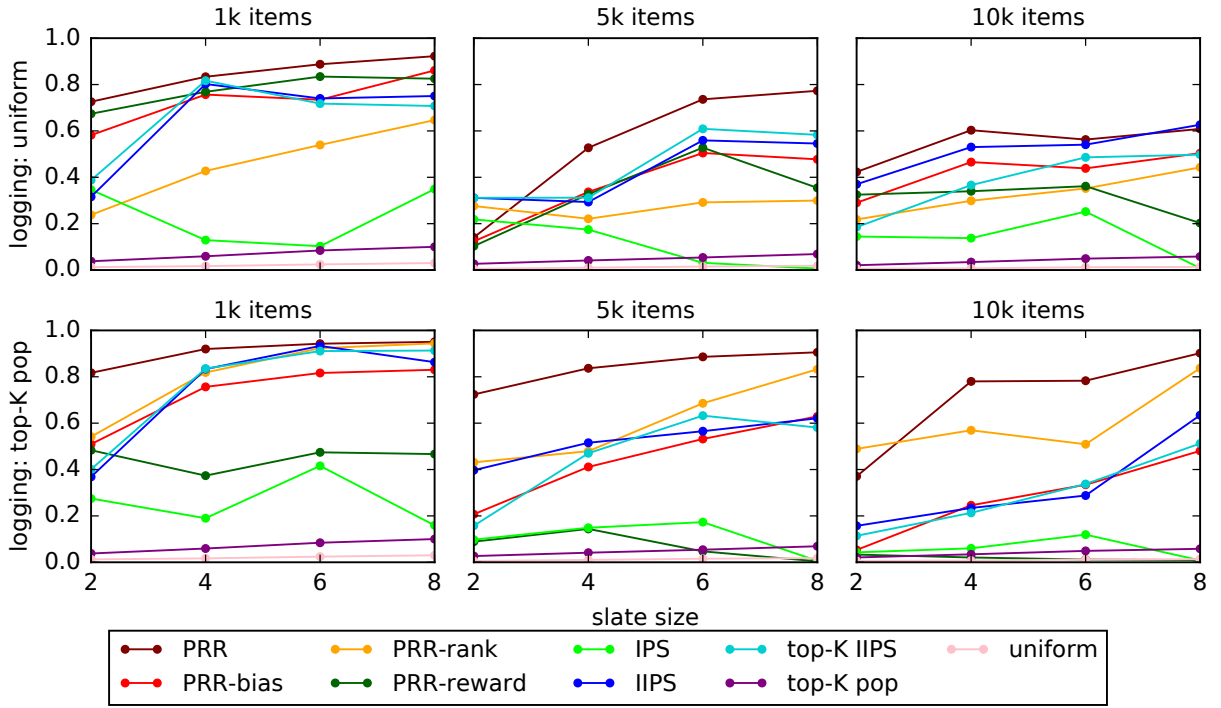 1k items 5k items 10k items
logging: uniform
1.0
0.8
0.6
0.4
0.2
0.0
1k items 5k items 10k items
logging: top-K pop
1.0
0.8
0.6
0.4
0.2
0.0
2 4 6 8 2 4 6 8 2 4 6 8
slate size
PRR PRR-rank IPS top-K IIPS uniform
PRR-bias PRR-reward IIPS top-K pop